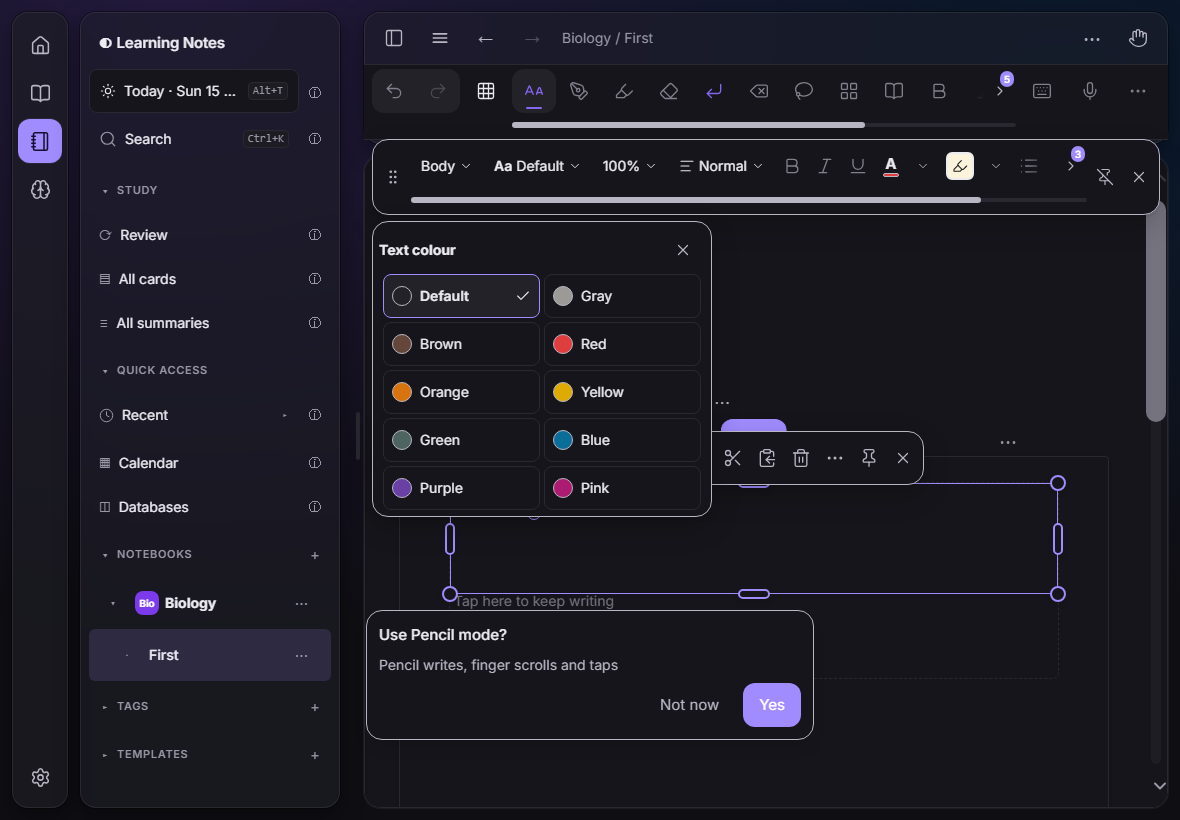 Learning Notes
Today · Sun 15 ...
Alt+T
Search
Ctrl+K
STUDY
Review
All cards
All summaries
QUICK ACCESS
Recent
Calendar
Databases
NOTEBOOKS
Bio Biology
First
TAGS
TEMPLATES
Biology / First
AA
B
5
Body
Aa Default
100%
Normal
B I U A
3
Text colour
Default
Gray
Brown
Red
Orange
Yellow
Green
Blue
Purple
Pink
Tap here to keep writing
Use Pencil mode?
Pencil writes, finger scrolls and taps
Not now
Yes